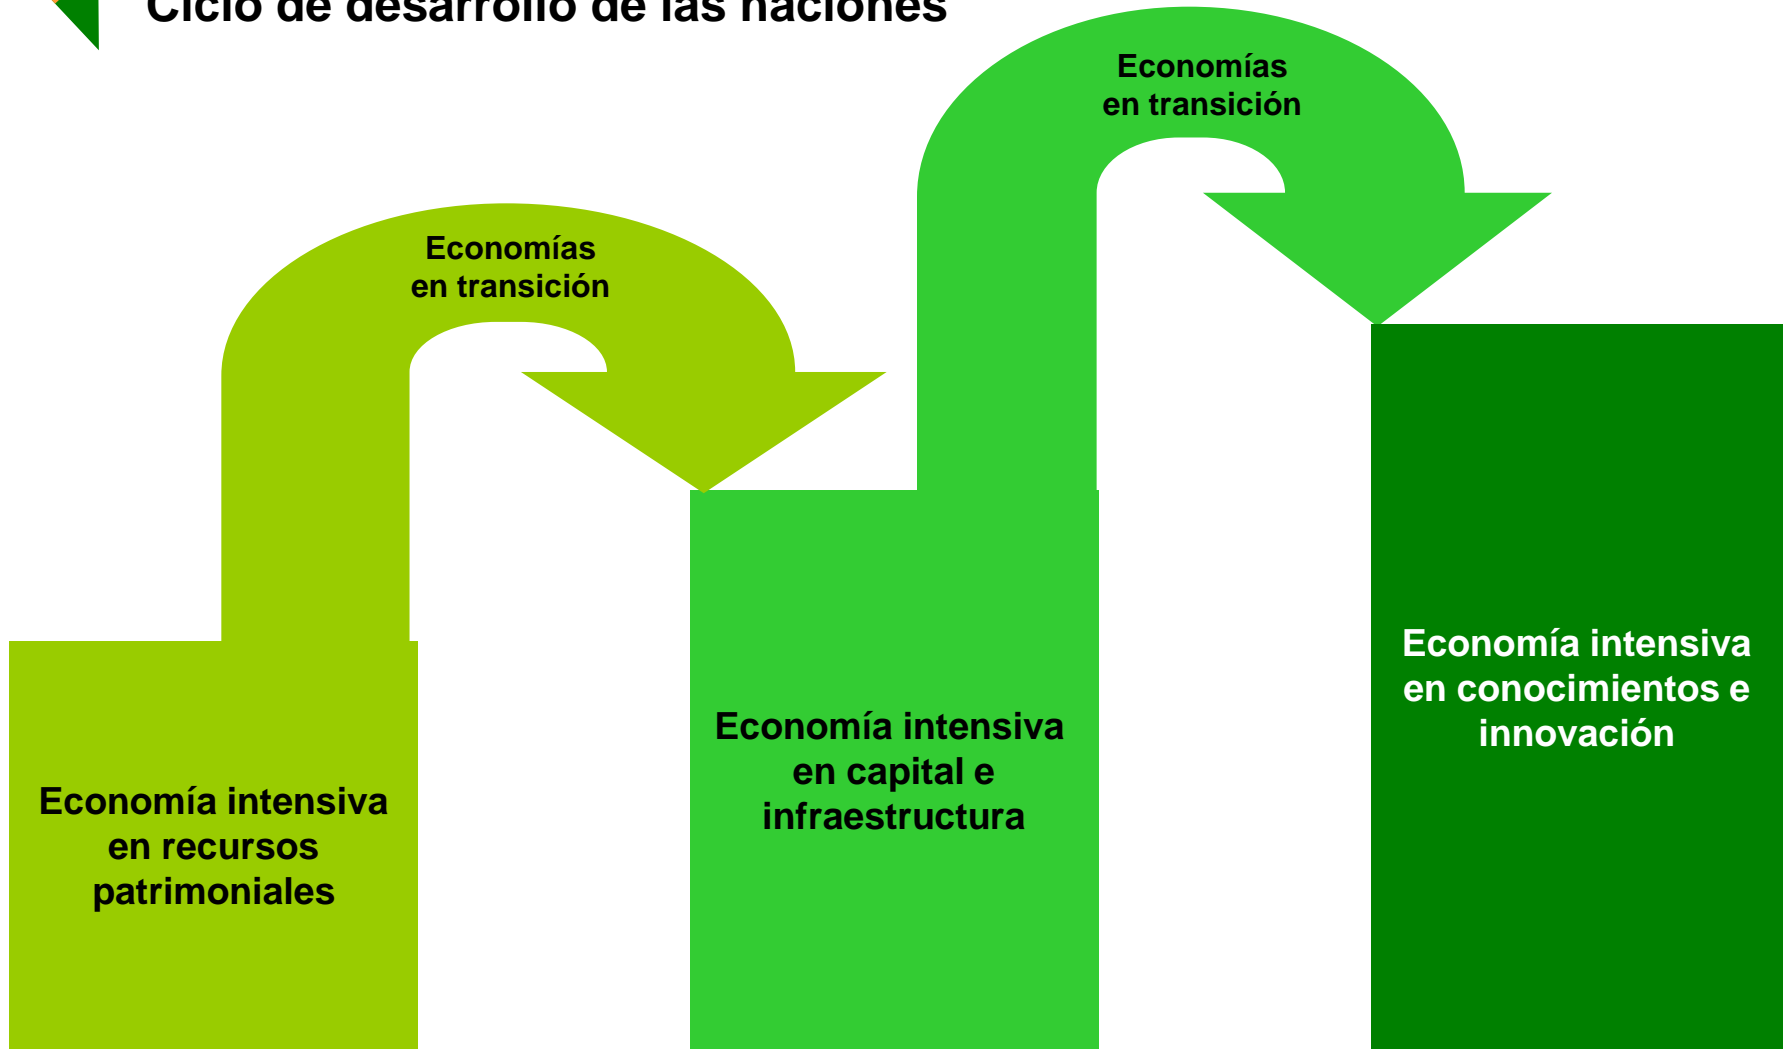 Ciclo de desarrollo de las naciones
Economías
en transición
Economías
en transición
Economía intensiva
en recursos
patrimoniales
Economía intensiva
en capital e
infraestructura
Economía intensiva
en conocimientos e
innovación